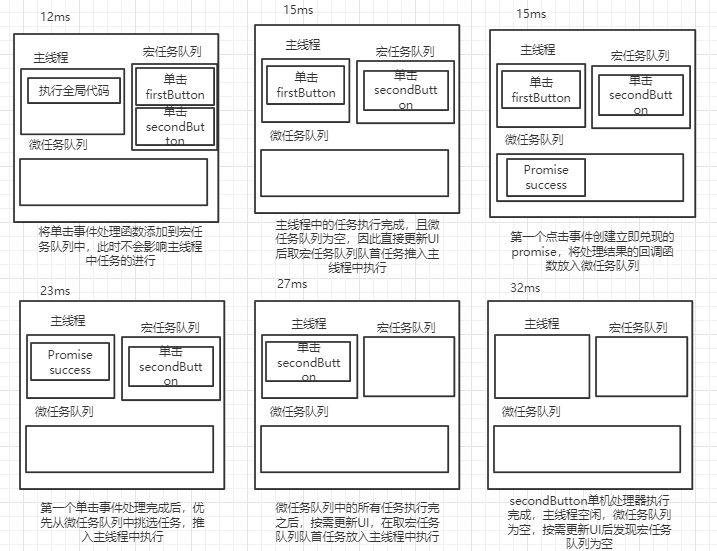 12ms
主线程
宏任务队列
执行全局代码
单击
firstButton
单击
secondBut
ton
微任务队列
将单击事件处理函数添加到宏任
务队列中，此时不会影响主线程
中任务的进行
15ms
主线程
宏任务队列
单击
firstButton
单击
secondButt
on
微任务队列
主线程中的任务执行完成，且微
任务队列为空，因此直接更新UI
后取宏任务队列队首任务推入主
线程中执行
15ms
主线程
宏任务队列
单击
firstButton
单击
secondButt
on
微任务队列
Promise
success
第一个点击事件创建立即兑现的
promise，将处理结果的回调函
数放入微任务队列
23ms
主线程
宏任务队列
Promise
success
单击
secondButt
on
微任务队列
第一个单击事件处理完成后，优
先从微任务队列中挑选任务，推
入主线程中执行
27ms
主线程
宏任务队列
单击
secondButt
on
微任务队列
微任务队列中的所有任务执行完
之后，按需更新UI，在取宏任务
队列队首任务放入主线程中执行
32ms
主线程
宏任务队列
微任务队列
secondButton单机处理器执行
完成，主线程空闲，微任务队列
为空，按需更新UI后发现宏任务
队列为空